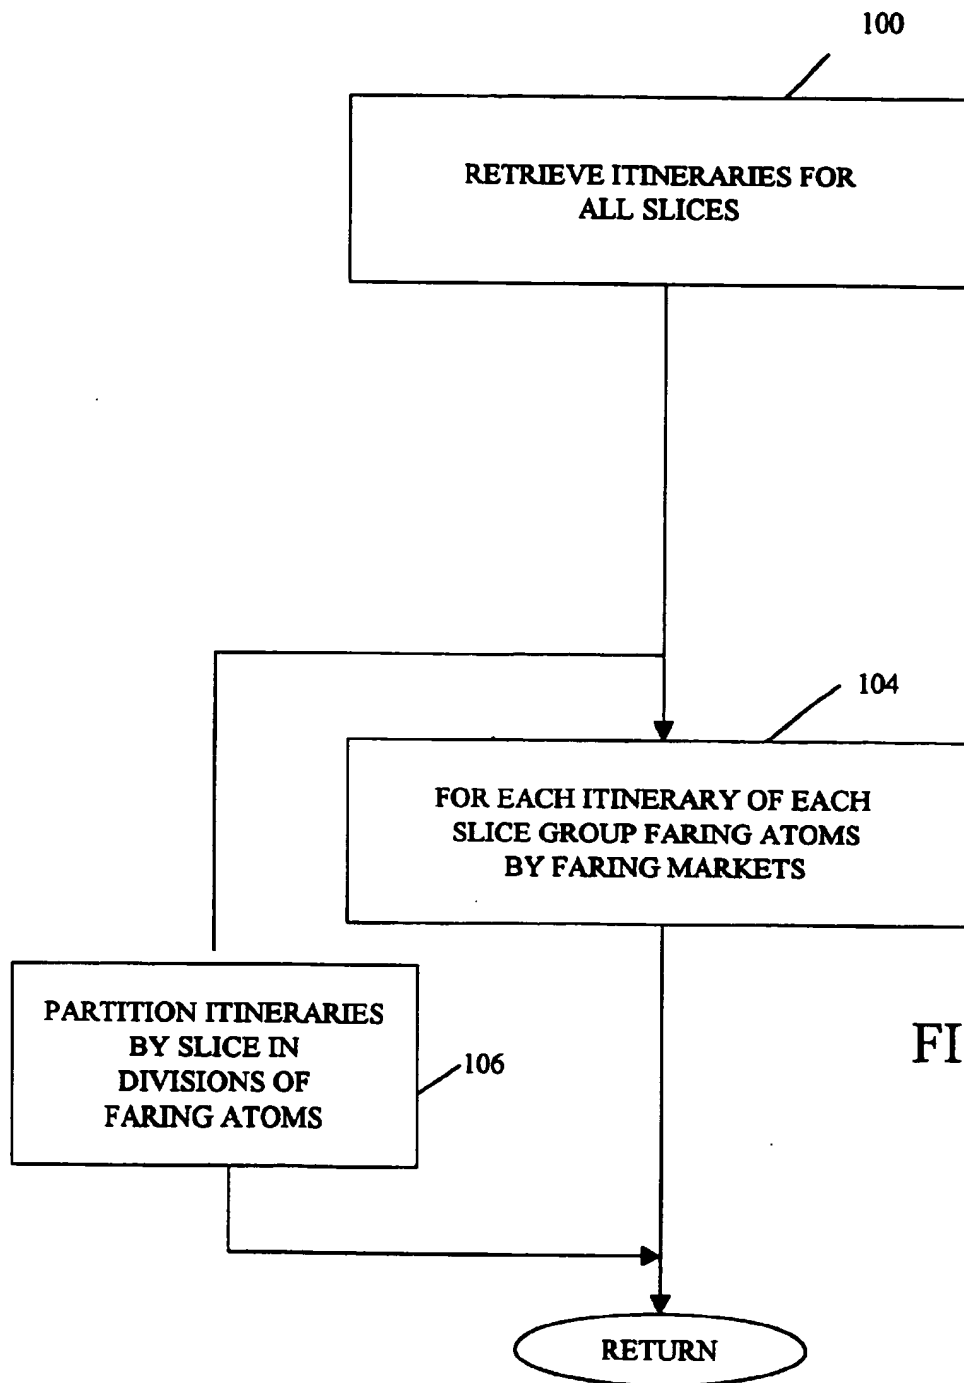 100
RETRIEVE ITINERARIES FOR
ALL SLICES
104
FOR EACH ITINERARY OF EACH
SLICE GROUP FARING ATOMS
BY FARING MARKETS
PARTITION ITINERARIES
BY SLICE IN
DIVISIONS OF
FARING ATOMS
106
FI
RETURN